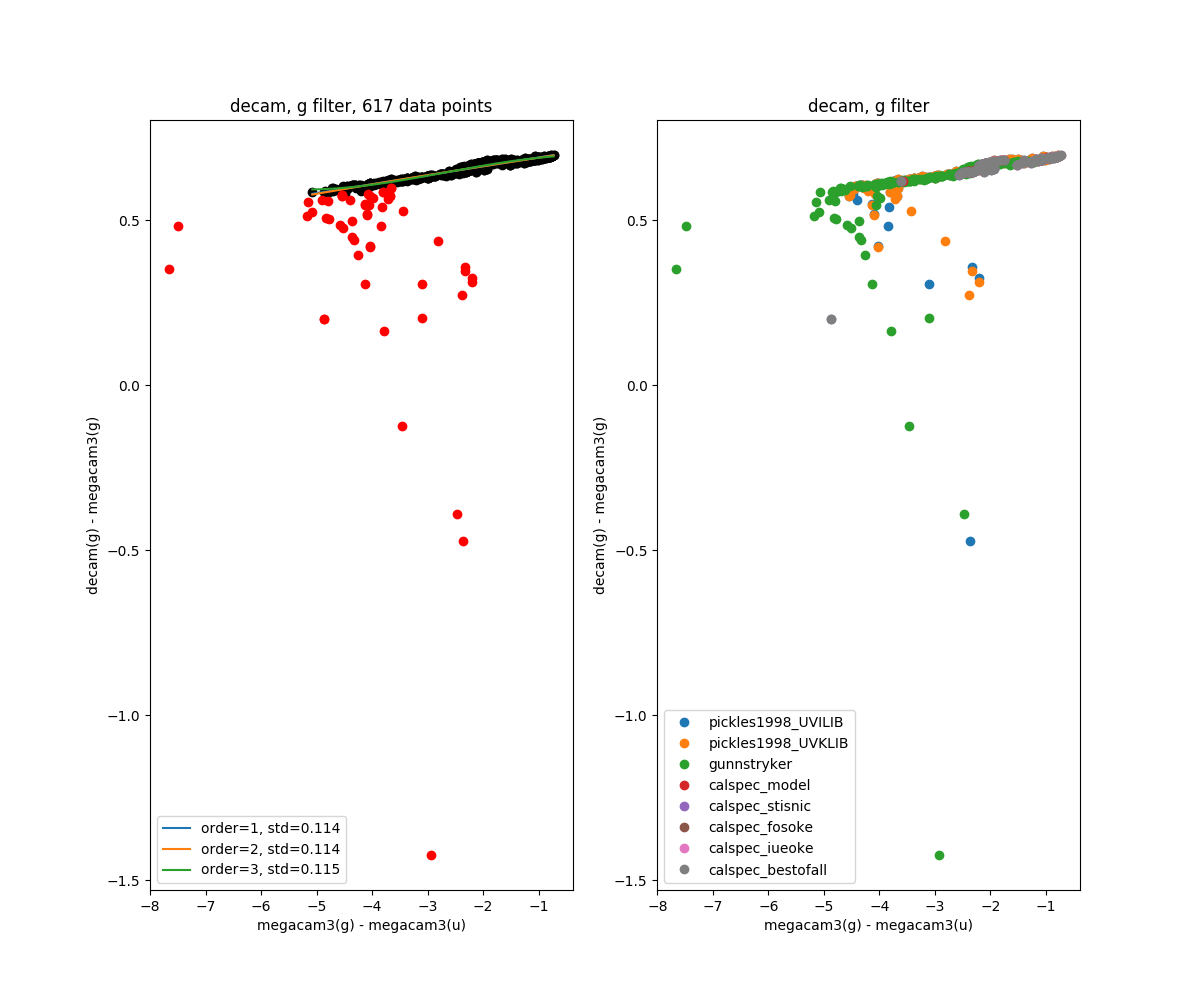 decam, g filter, 617 data points
decam(g) - megacam3(g)
0.5
0.0
−0.5
−1.0
−1.5
order=1, std=0.114
order=2, std=0.114
order=3, std=0.115
−8 −7 −6 −5 −4 −3 −2 −1
megacam3(g) - megacam3(u)
decam, g filter
decam(g) - megacam3(g)
0.5
0.0
−0.5
−1.0
−1.5
pickles1998_UVILIB
pickles1998_UVKLIB
gunnstryker
calspec_model
calspec_stisnic
calspec_fosoke
calspec_iueoke
calspec_bestofall
−8 −7 −6 −5 −4 −3 −2 −1
megacam3(g) - megacam3(u)